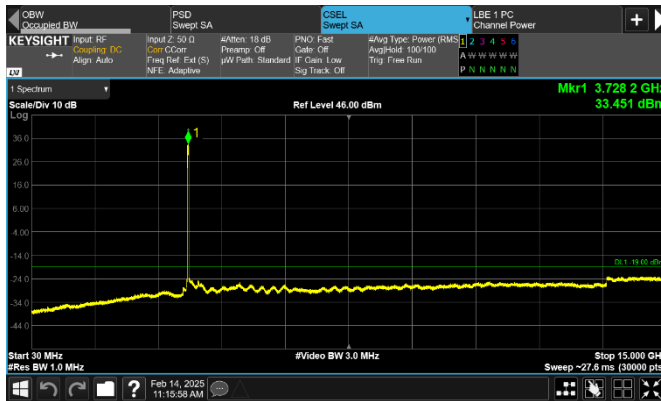 OBW
Occupied BW
PSD
Swept SA
CSEL
Swept SA
LBE 1 PC
Channel Power
KEYSIGHT
Input: RF
Coupling: DC
Align: Auto
Input Z: 50 Ω
Corr CCorr
Freq Ref: Ext (S)
NFE: Adaptive
#Atten: 18 dB
Preamp: Off
µW Path: Standard
PNO: Fast
Gate: Off
IF Gain: Low
Sig Track: Off
#Avg Type: Power (RMS
Avg|Hold: 100/100
Trig: Free Run
1 2 3 4 5 6
A W W W W W
P N N N N N
1 Spectrum
Scale/Div 10 dB
Log
Ref Level 46.00 dBm
Mkr1 3.728 2 GHz
33.451 dBm
1
36.0
26.0
16.0
6.00
-4.00
-14.0
-24.0
-34.0
-44.0
DL1 -19.00 dBm
Start 30 MHz
#Res BW 1.0 MHz
#Video BW 3.0 MHz
Stop 15.000 GHz
Sweep ~27.6 ms (30000 pts)
Feb 14, 2025
11:15:58 AM